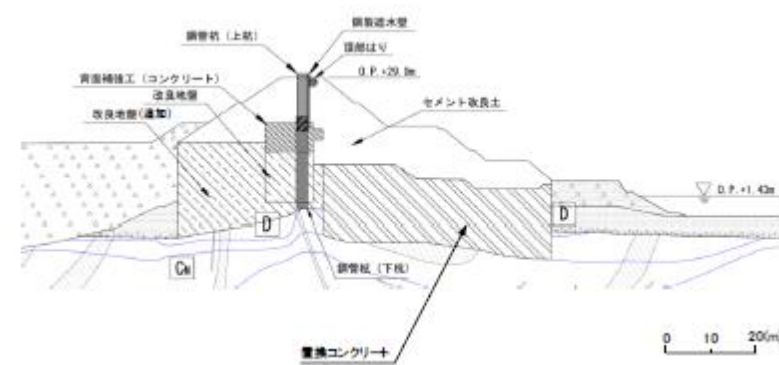 鋼製遮水壁
鋼管杭 (上杭)
頂部はり
O.P.+29.0m
背面補強工 (コンクリート)
改良地盤
セメント改良土
改良地盤(追加)
O.P.+1.43m
D
D
CM
鋼管杭 (下杭)
置換コンクリート
0 10 20(m)